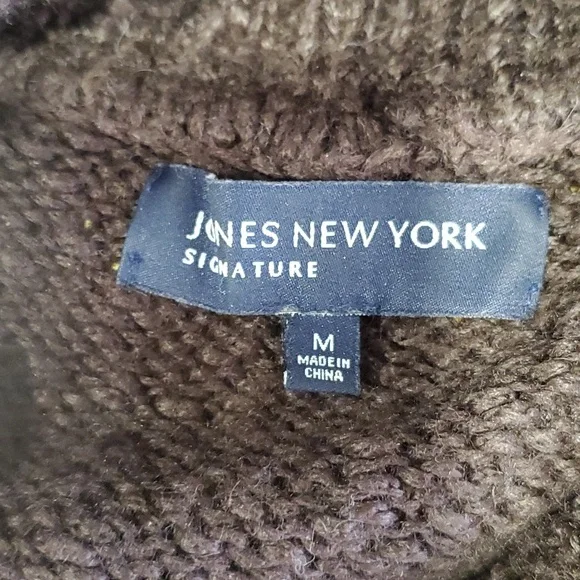 JONES NEW YORK
SIGNATURE
M
MADE IN
CHINA